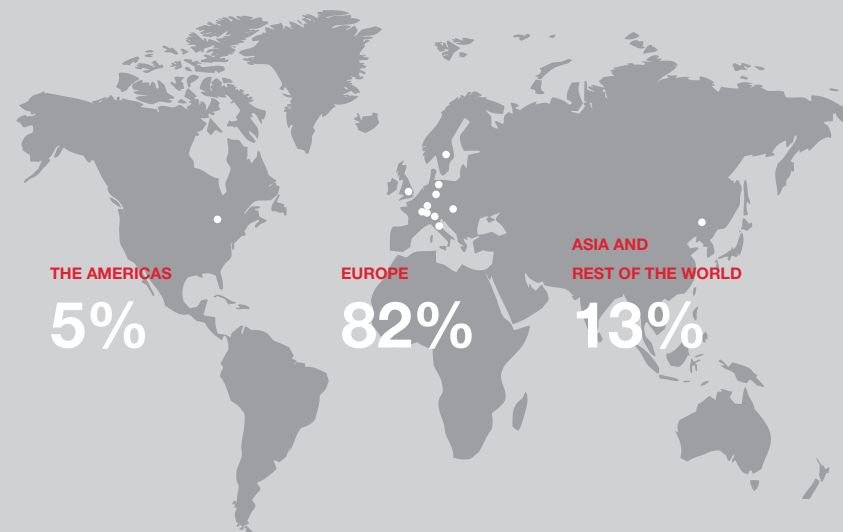 THE AMERICAS
5%
EUROPE
82%
ASIA AND
REST OF THE WORLD
13%